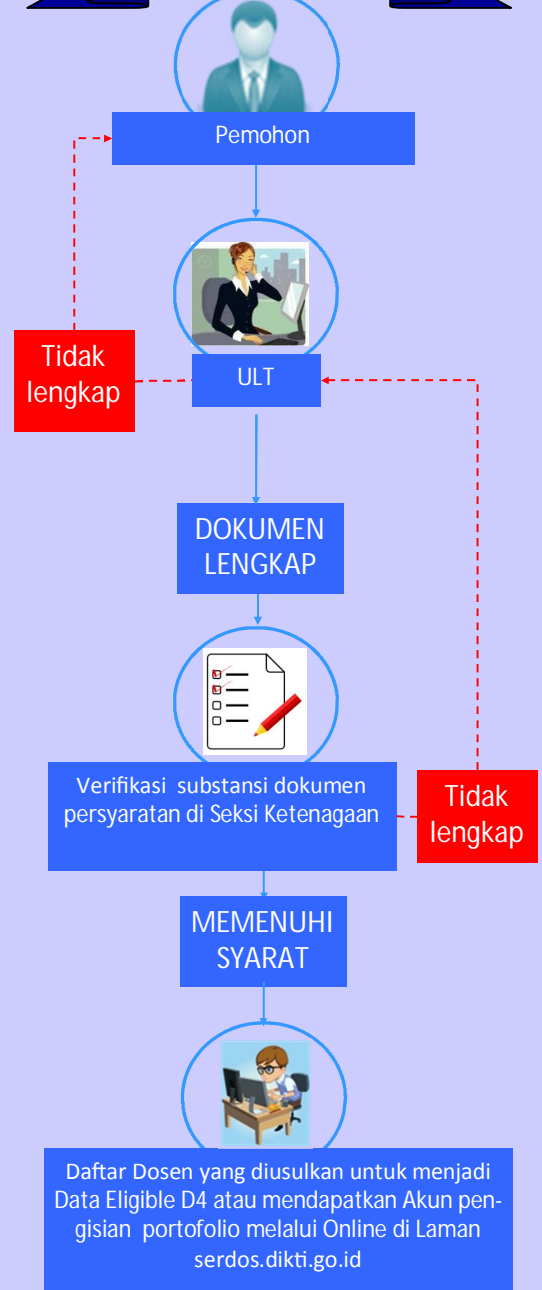 Pemohon
Tidak
lengkap
ULT
DOKUMEN
LENGKAP
Verifikasi substansi dokumen
persyaratan di Seksi Ketenagaan
Tidak
lengkap
MEMENUHI
SYARAT
Daftar Dosen yang diusulkan untuk menjadi
Data Eligible D4 atau mendapatkan Akun pen-
gisian portofolio melalui Online di Laman
serdos.dikti.go.id